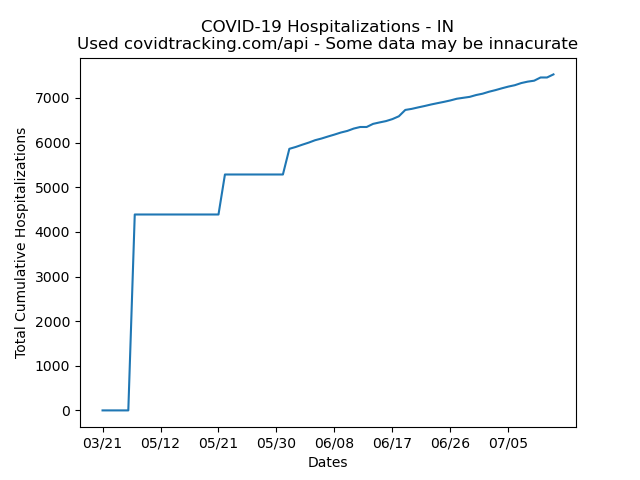 COVID-19 Hospitalizations - IN
Used covidtracking.com/api - Some data may be innacurate
Total Cumulative Hospitalizations
7000
6000
5000
4000
3000
2000
1000
0
03/21 05/12 05/21 05/30 06/08 06/17 06/26 07/05
Dates